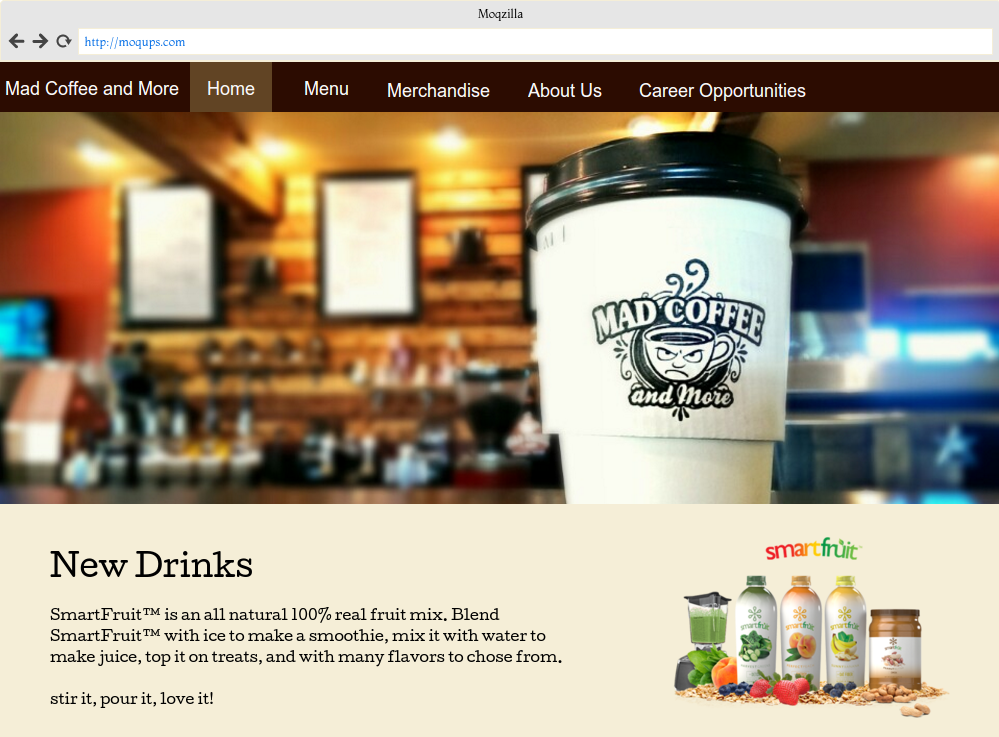 Moqzilla
http://moqups.com
Mad Coffee and More Home Menu Merchandise About Us Career Opportunities
MAD COFFEE
and More
New Drinks
smartfruit
SmartFruit™ is an all natural 100% real fruit mix. Blend
SmartFruit™ with ice to make a smoothie, mix it with water to
make juice, top it on treats, and with many flavors to chose from.
smartfruit smartfruit smartfruit
stir it, pour it, love it!